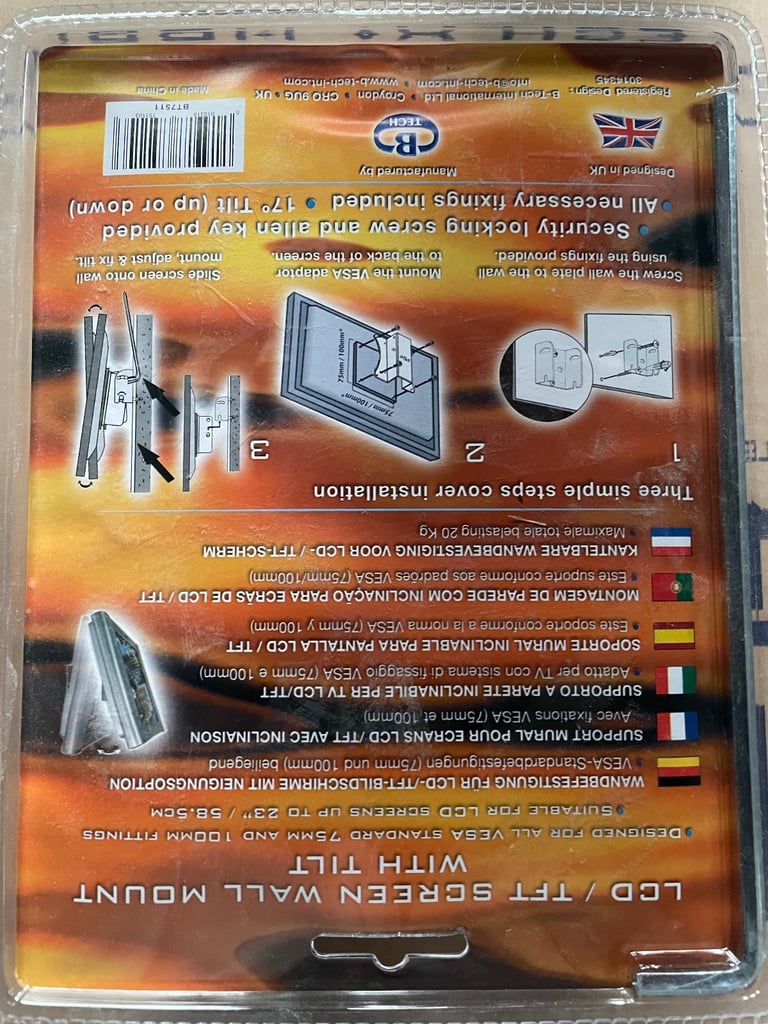 LCD / TFT SCREEN WALL MOUNT
WITH TILT
• DESIGNED FOR ALL VESA STANDARD 75MM AND 100MM FITTINGS
• SUITABLE FOR LCD SCREENS UP TO 23" / 58.5CM
WANDBEFESTIGUNG FÜR LCD-/TFT-BILDSCHIRME MIT NEIGUNGSOPTION
• VESA-Standardbefestigungen (75mm und 100mm) beiliegend
SUPPORT MURAL POUR ECRANS LCD /TFT AVEC INCLINAISON
• Avec fixations VESA (75mm et 100mm)
SUPPORTO A PARETE INCLINABILE PER TV LCD/TFT
• Adatto per TV con sistema di fissaggio VESA (75mm e 100mm)
SOPORTE MURAL INCLINABLE PARA PANTALLA LCD / TFT
• Este soporte conforme a la norma VESA (75mm y 100mm)
MONTAGEM DE PAREDE COM INCLINAÇÃO PARA ECRÃS DE LCD / TFT
• Este suporte conforme aos padrões VESA (75mm/100mm)
KANTELBARE WANDBEVESTIGING VOOR LCD- / TFT-SCHERM
• Maximale totale belasting 20 Kg
Three simple steps cover installation
1
2
3
75mm / 100mm"
75mm / 100mm"
Screw the wall plate to the wall
using the fixings provided.
Mount the VESA adaptor
to the back of the screen.
Slide screen onto wall
mount, adjust & fix tilt.
• Security locking screw and allen key provided
• All necessary fixings included • 17° Tilt (up or down)
Designed in UK
Manufactured by
B
TECH
BT7511
Registered Design:
3014345
B-Tech International Ltd • Croydon • CRO 9UG • UK
info@b-tech-int.com • www.b-tech-int.com
Made in China